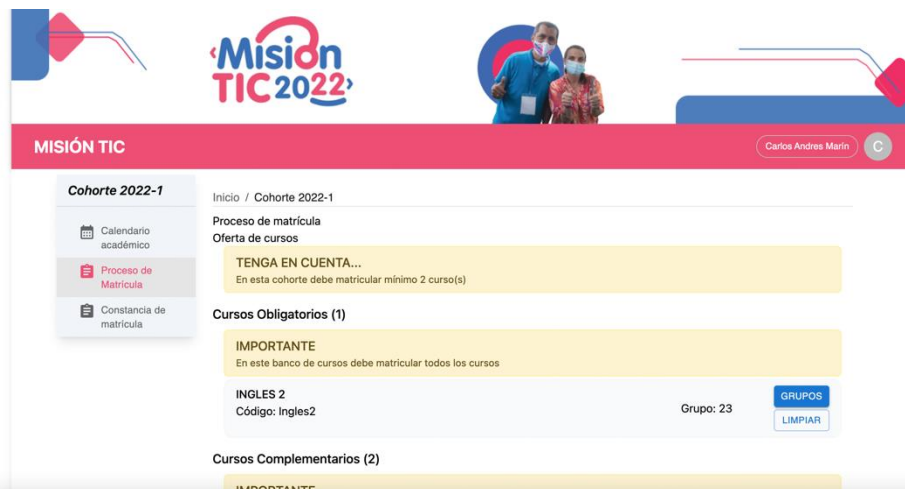 ‹Misión
TIC2022›
MISIÓN TIC
Carlos Andres Marin
C
Cohorte 2022-1
Calendario
académico
Proceso de
Matrícula
Constancia de
matrícula
Inicio / Cohorte 2022-1
Proceso de matrícula
Oferta de cursos
TENGA EN CUENTA...
En esta cohorte debe matricular mínimo 2 curso(s)
Cursos Obligatorios (1)
IMPORTANTE
En este banco de cursos debe matricular todos los cursos
INGLES 2
Código: Ingles2
Grupo: 23
GRUPOS
LIMPIAR
Cursos Complementarios (2)
IMPORTANTE